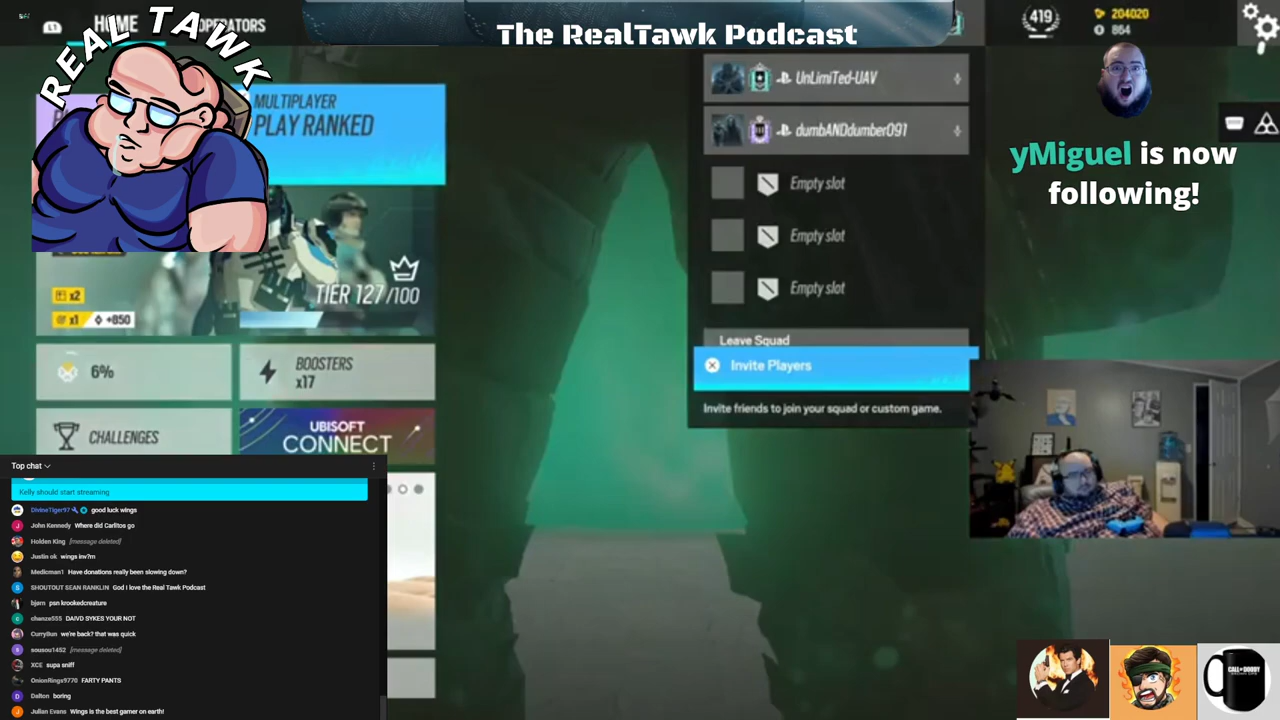 HOME
OPERATORS
The RealTawk Podcast
419
204020
864
REAL TAWK
MULTIPLAYER
PLAY RANKED
UnLimiTed-UAV
dumbANDdumber091
Empty slot
Empty slot
Empty slot
yMiguel is now
following!
x2
x1
+850
TIER 127/100
Leave Squad
Invite Players
Invite friends to join your squad or custom game.
6%
BOOSTERS
x17
CHALLENGES
UBISOFT
CONNECT
Top chat
Kelly should start streaming
DivineTiger97 good luck wings
John Kennedy Where did Carlitos go
Holden King [message deleted]
Justin ok wings inv?m
Medicman1 Have donations really been slowing down?
SHOUTOUT SEAN RANKLIN God i love the Real Tawk Podcast
bjørn psn krookedcreature
chanze555 DAIVD SYKES YOUR NOT
CurryBun we're back? that was quick
sousou1452 [message deleted]
XCE supa sniff
OnionRings9770 FARTY PANTS
Dalton boring
Julian Evans Wings is the best gamer on earth!
CALL OF DOODY